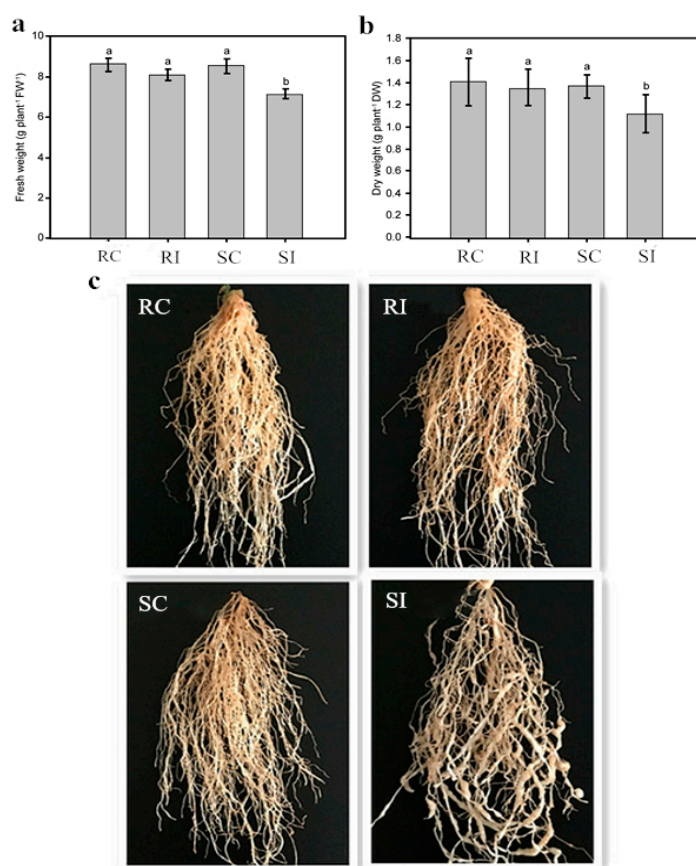 a
Fresh weight (g plant⁻¹ FW⁻¹)
10
8
6
4
2
0
a
a
a
b
RC
RI
SC
SI
b
Dry weight (g plant⁻¹ DW)
1.8
1.6
1.4
1.2
1.0
0.8
0.6
0.4
0.2
0.0
a
a
a
b
RC
RI
SC
SI
c
RC
RI
SC
SI